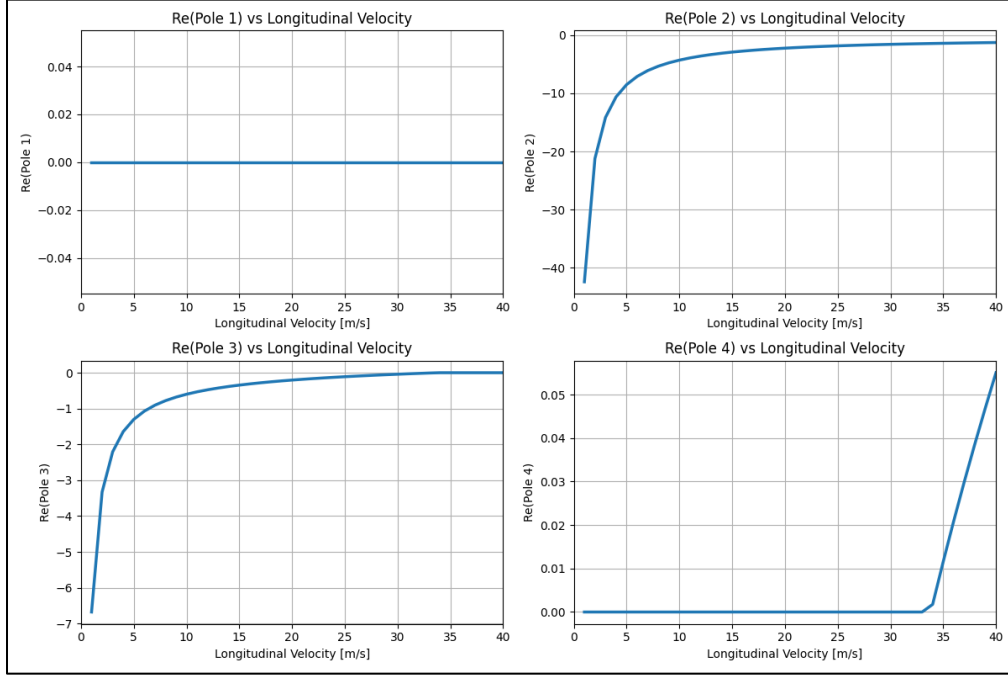 Re(Pole 1) vs Longitudinal Velocity
Re(Pole 1)
0.04
0.02
0.00
−0.02
−0.04
0 5 10 15 20 25 30 35 40
Longitudinal Velocity [m/s]
Re(Pole 2) vs Longitudinal Velocity
Re(Pole 2)
0
−10
−20
−30
−40
0 5 10 15 20 25 30 35 40
Longitudinal Velocity [m/s]
Re(Pole 3) vs Longitudinal Velocity
Re(Pole 3)
0
−1
−2
−3
−4
−5
−6
−7
0 5 10 15 20 25 30 35 40
Longitudinal Velocity [m/s]
Re(Pole 4) vs Longitudinal Velocity
Re(Pole 4)
0.05
0.04
0.03
0.02
0.01
0.00
0 5 10 15 20 25 30 35 40
Longitudinal Velocity [m/s]